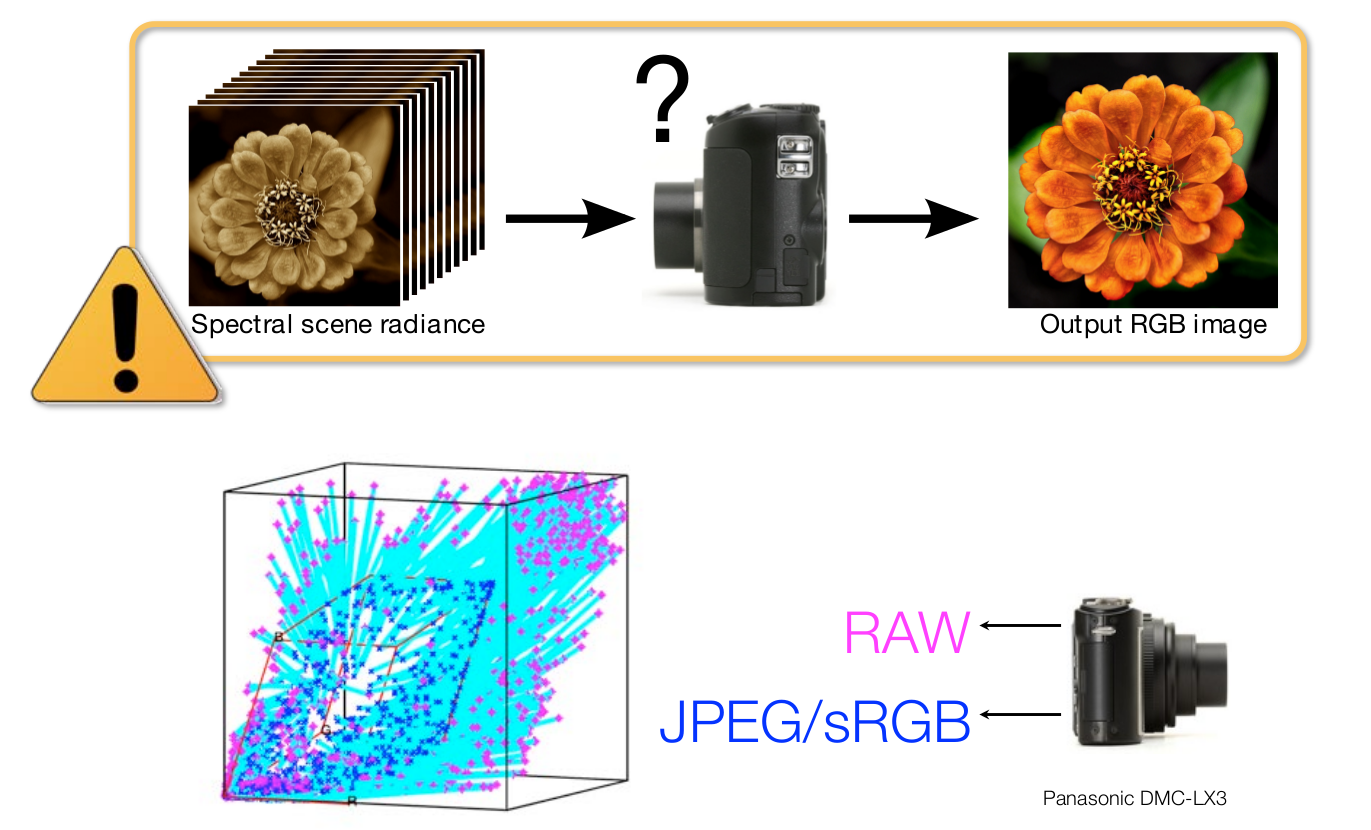 ?
Spectral scene radiance
Output RGB image
B
G
R
RAW
JPEG/sRGB
Panasonic DMC-LX3